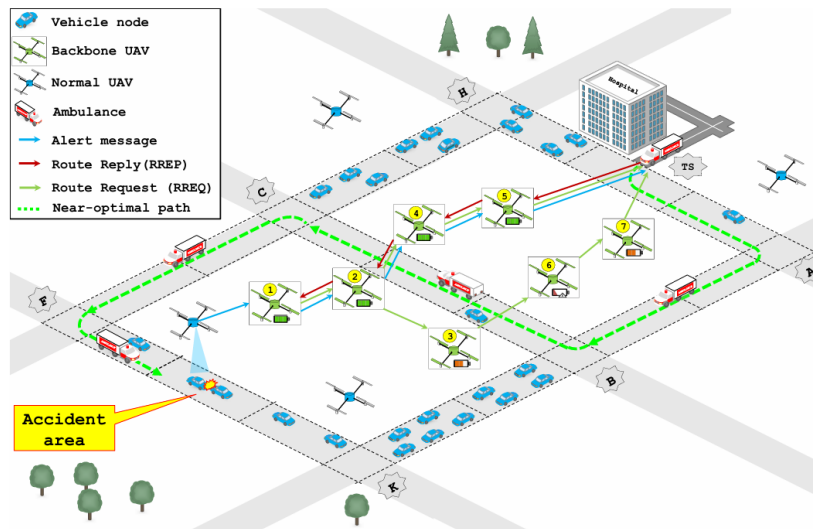 Vehicle node
Backbone UAV
Normal UAV
Ambulance
Alert message
Route Reply(RREP)
Route Request (RREQ)
Near-optimal path
H
Hospital
TS
C
5
4
7
A
6
2
1
E
3
B
Accident
area
K